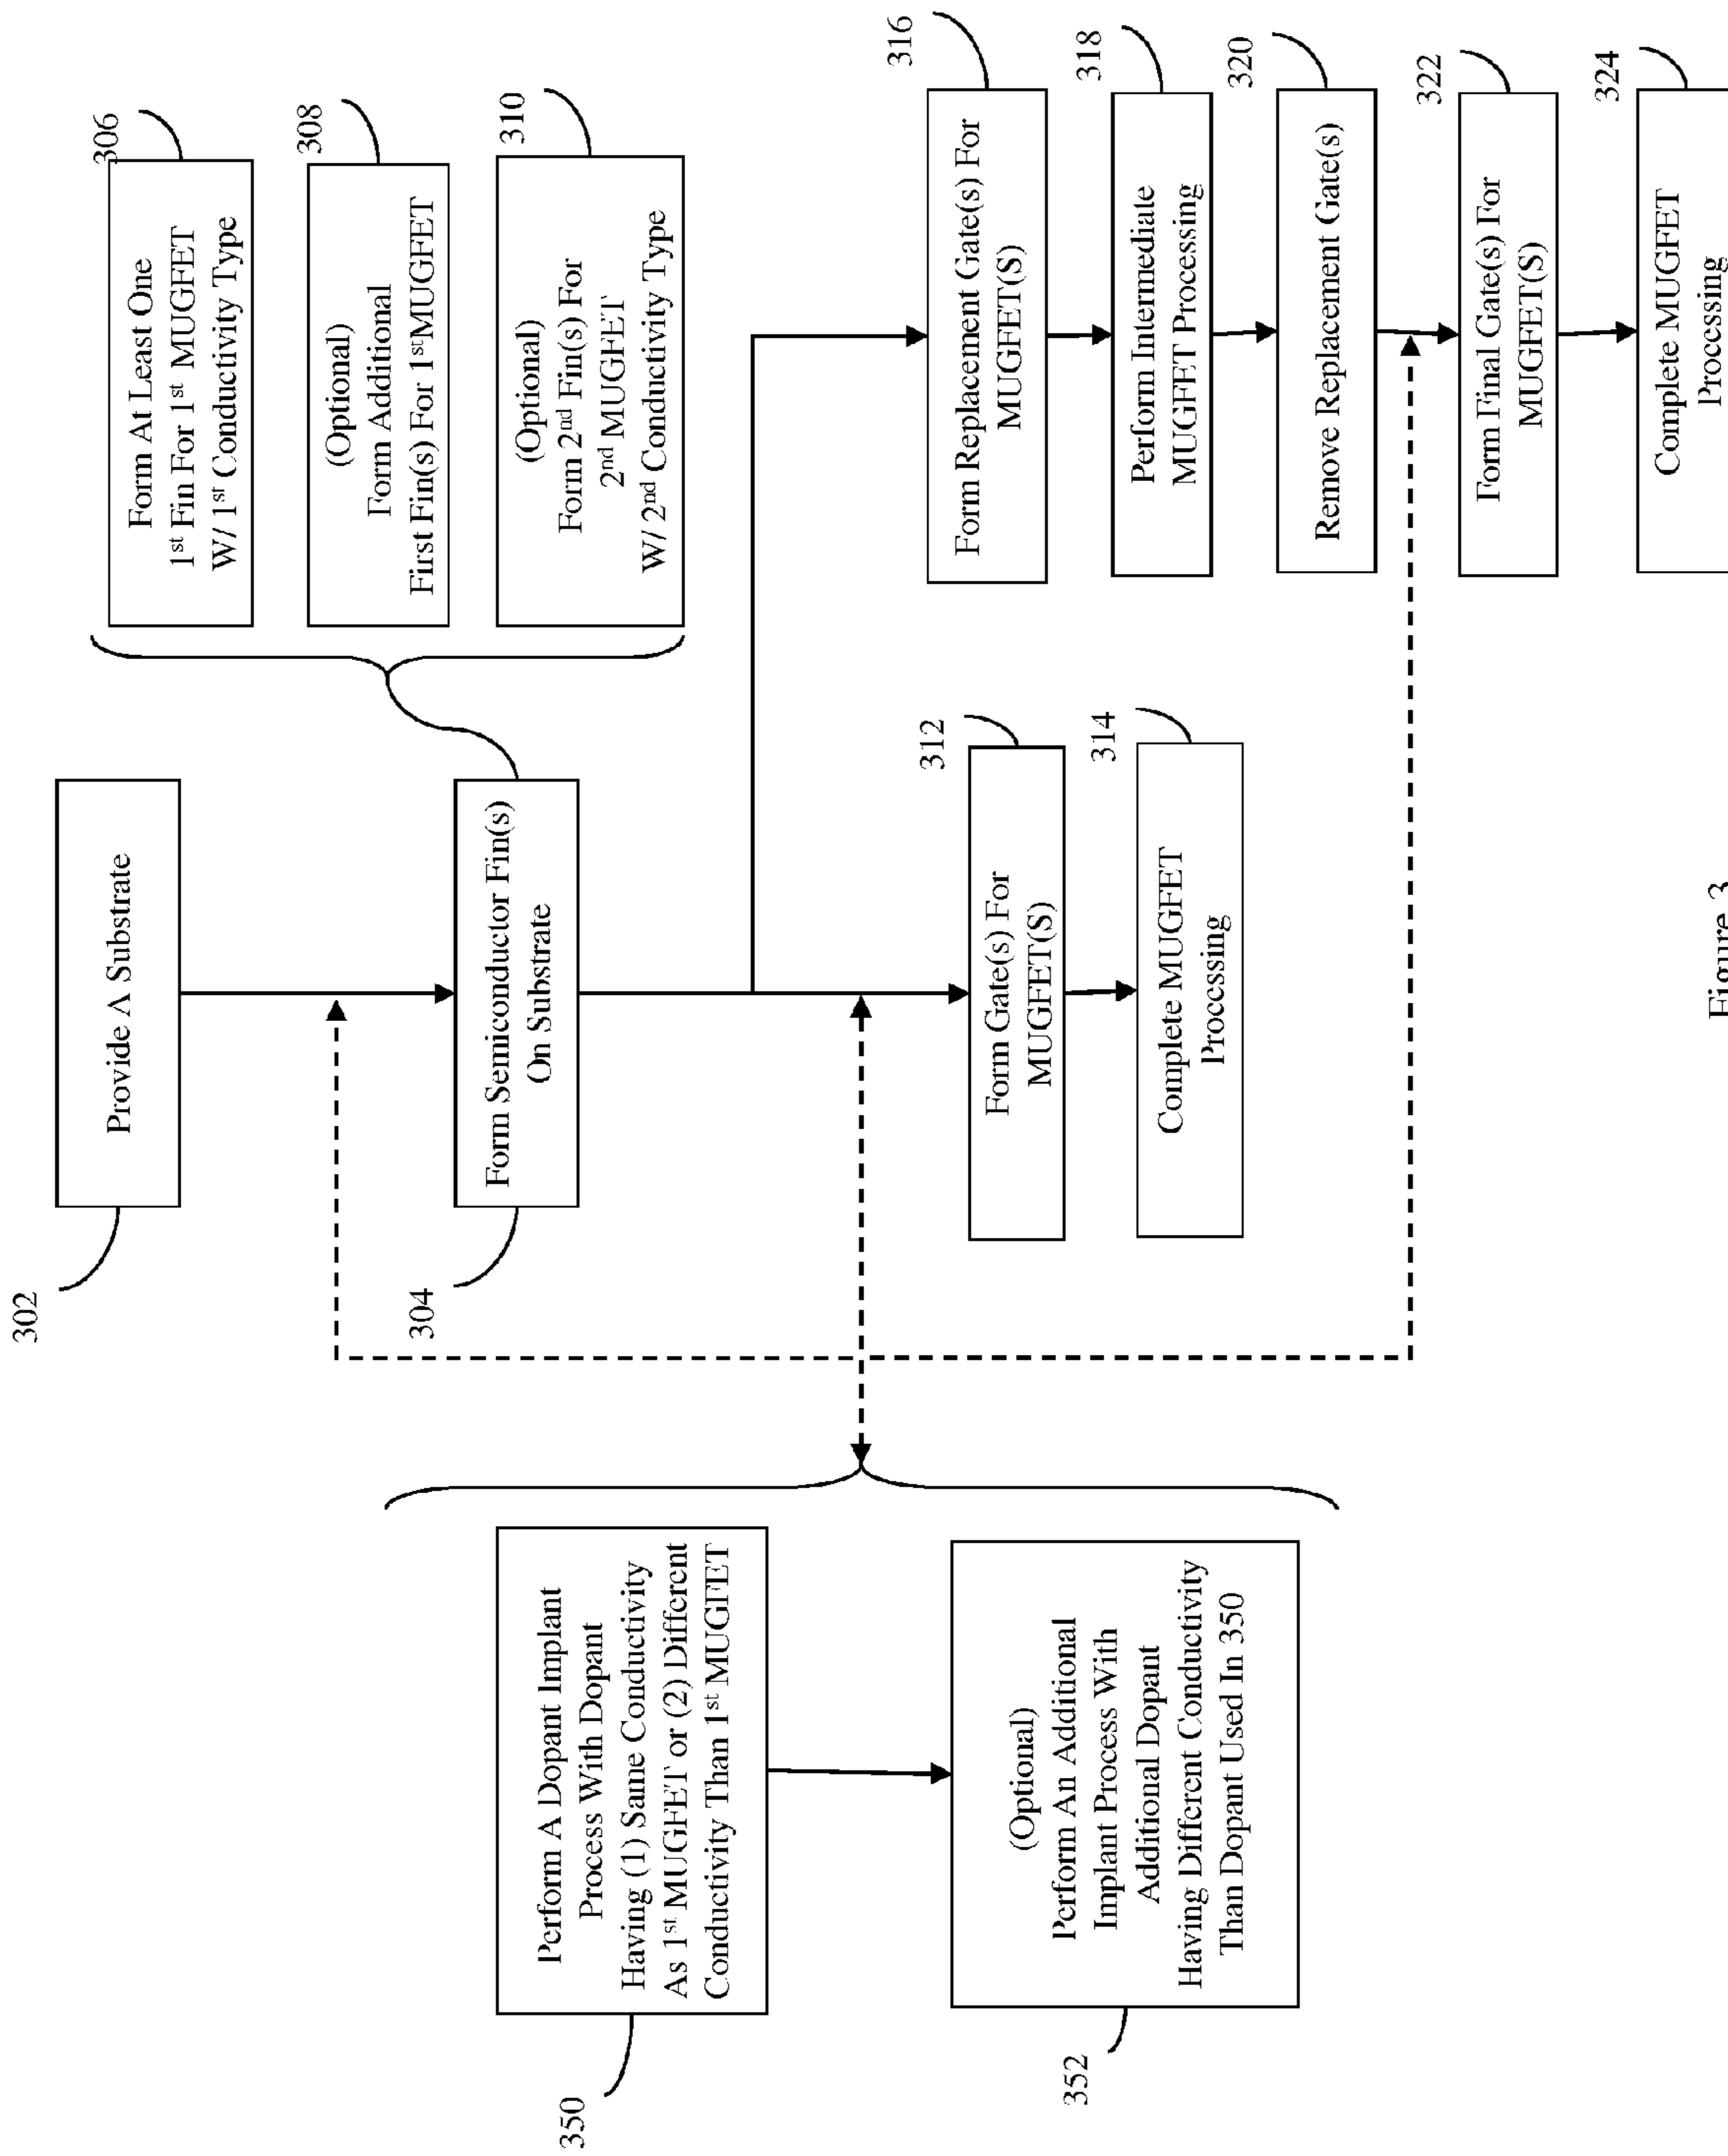 302
Provide A Substrate
304
Form Semiconductor Fin(s)
On Substrate
306
Form At Least One
1st Fin For 1st MUGFET
W/ 1st Conductivity Type
308
(Optional)
Form Additional
First Fin(s) For 1st MUGFET
310
(Optional)
Form 2nd Fin(s) For
2nd MUGFET
W/ 2nd Conductivity Type
350
Perform A Dopant Implant
Process With Dopant
Having (1) Same Conductivity
As 1st MUGFET or (2) Different
Conductivity Than 1st MUGFET
352
(Optional)
Perform An Additional
Implant Process With
Additional Dopant
Having Different Conductivity
Than Dopant Used In 350
312
Form Gate(s) For
MUGFET(S)
314
Complete MUGFET
Processing
316
Form Replacement Gate(s) For
MUGFET(S)
318
Perform Intermediate
MUGFET Processing
320
Remove Replacement Gate(s)
322
Form Final Gate(s) For
MUGFET(S)
324
Complete MUGFET
Processing
Figure 3